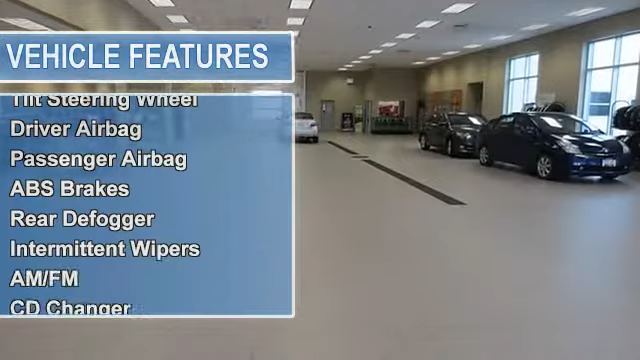 VEHICLE FEATURES
Tilt Steering Wheel
Driver Airbag
Passenger Airbag
ABS Brakes
Rear Defogger
Intermittent Wipers
AM/FM
CD Changer